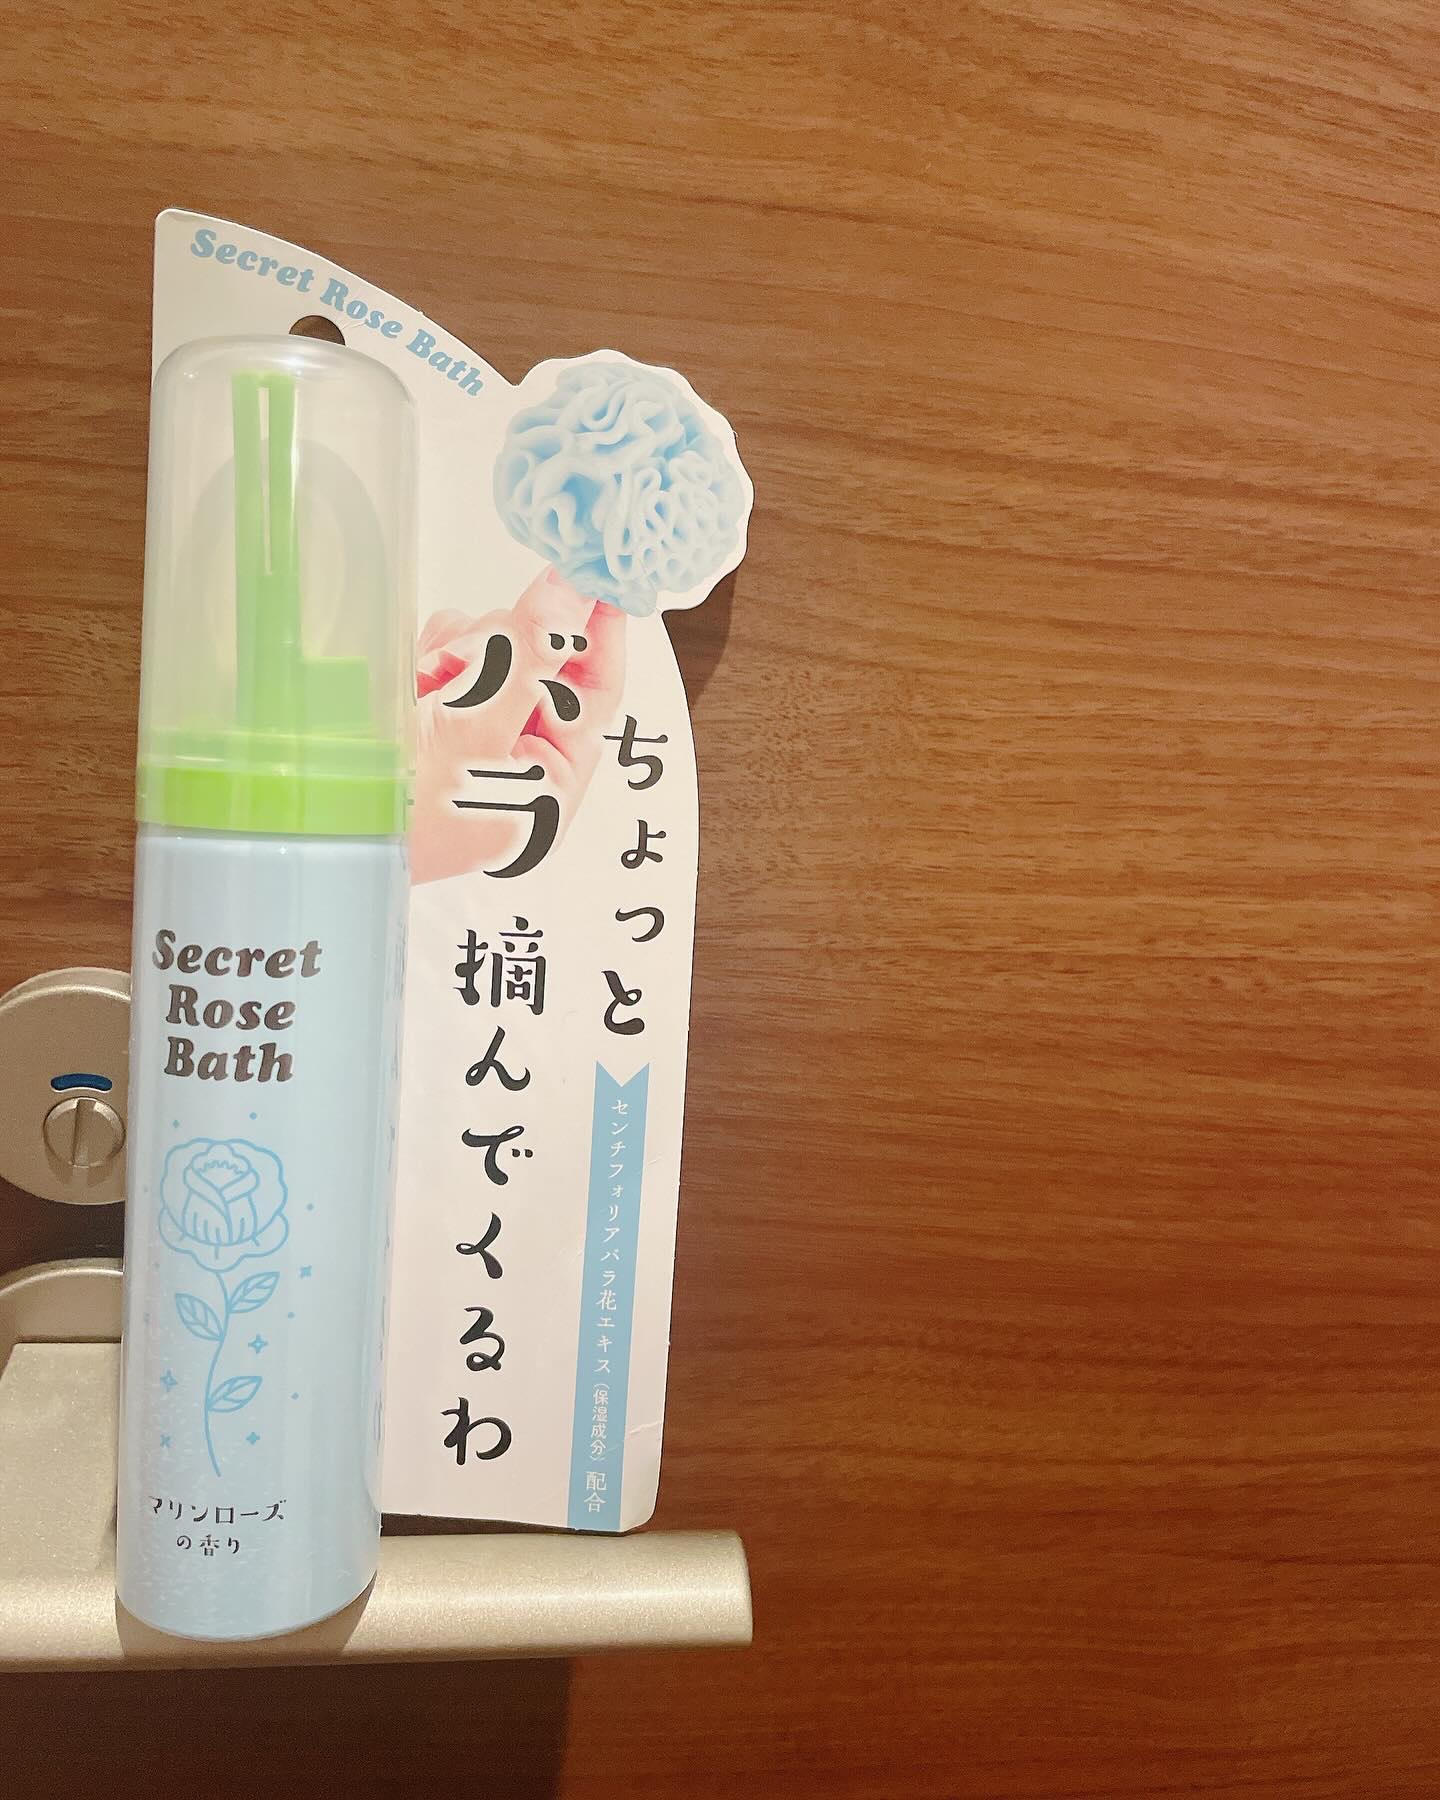 Secret Rose Bath
ちょっと
バラ摘んでくるわ
センチフォリアバラ花エキス（保湿成分）配合
Secret
Rose
Bath
マリンローズ
の香り